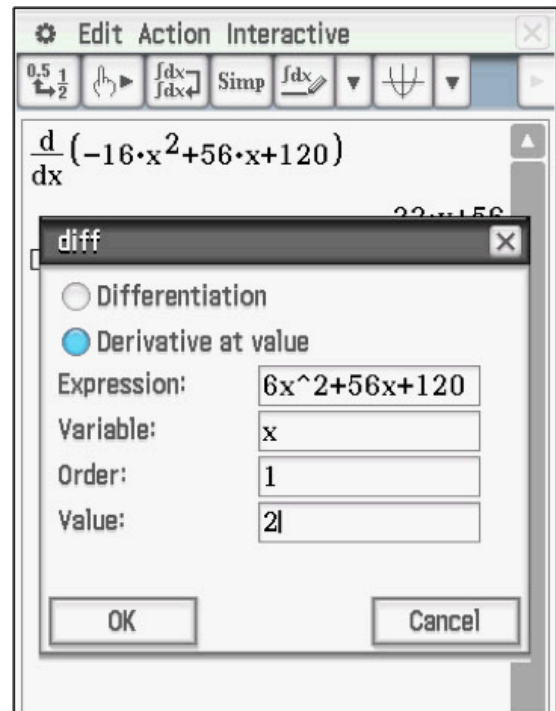 Edit Action Interactive
0.5 1/2 ∫dx ∫dx Simp ∫dx
d/dx(-16·x^2+56·x+120)
diff
Differentiation
Derivative at value
Expression: 6x^2+56x+120
Variable: x
Order: 1
Value: 2
OK Cancel